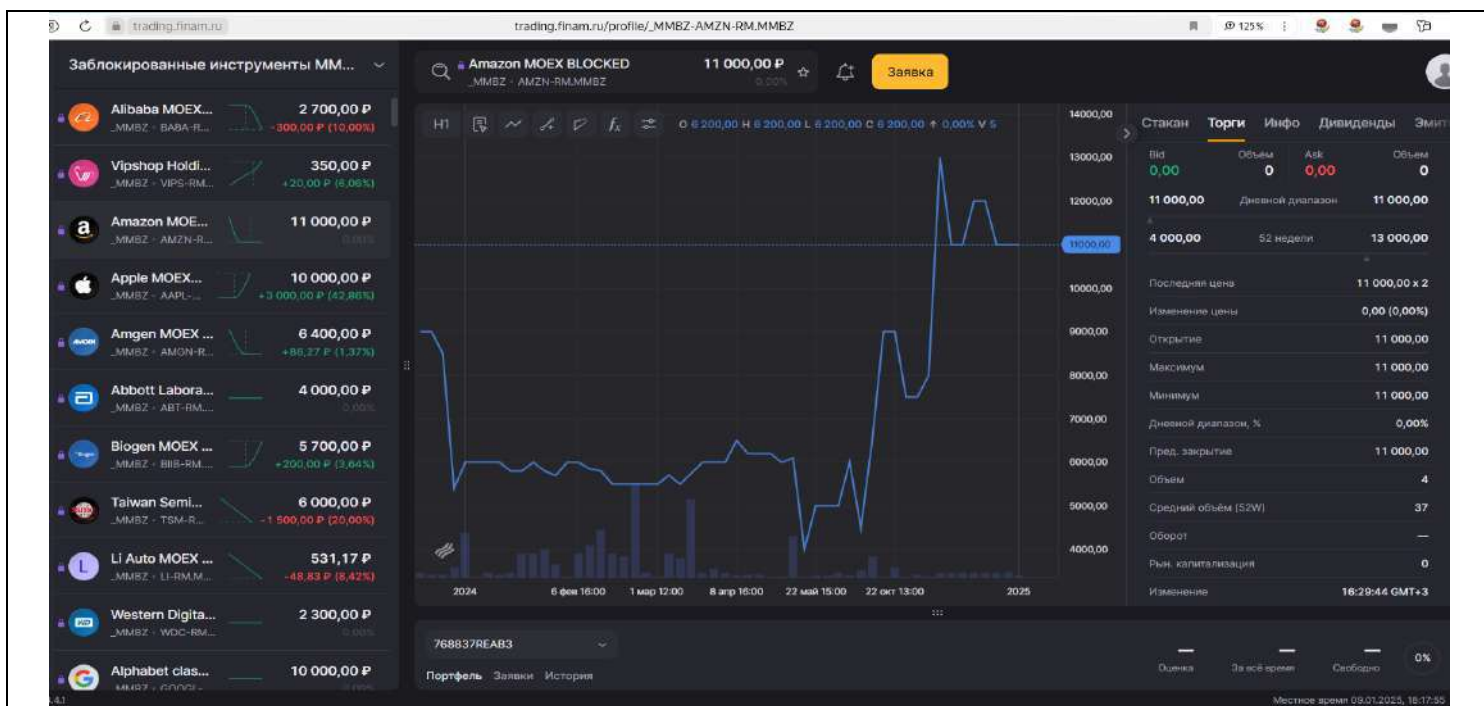 trading.finam.ru
trading.finam.ru/profile/_MMBZ-AMZN-RM.MMBZ
125%
Заблокированные инструменты ММ...
Alibaba MOEX...
2 700,00 ₽
_MMBZ · BABA-R...
-300,00 ₽ (10,00%)
Vipshop Holdi...
350,00 ₽
_MMBZ · VIPS-RM...
+20,00 ₽ (6,06%)
Amazon MOE...
11 000,00 ₽
_MMBZ · AMZN-R...
0,00%
Apple MOEX...
10 000,00 ₽
_MMBZ · AAPL-...
+3 000,00 ₽ (42,86%)
Amgen MOEX ...
6 400,00 ₽
_MMBZ · AMGN-R...
+86,27 ₽ (1,37%)
Abbott Labora...
4 000,00 ₽
_MMBZ · ABT-RM....
0,00%
Biogen MOEX ...
5 700,00 ₽
_MMBZ · BIIB-RM....
+200,00 ₽ (3,64%)
Taiwan Semi...
6 000,00 ₽
_MMBZ · TSM-R...
-1 500,00 ₽ (20,00%)
L
Li Auto MOEX ...
531,17 ₽
_MMBZ · LI-RM.M...
-48,83 ₽ (8,42%)
Western Digita...
2 300,00 ₽
_MMBZ · WDC-RM...
0,00%
Alphabet clas...
10 000,00 ₽
_MMBZ · GOOGL-...
Amazon MOEX BLOCKED
11 000,00 ₽
_MMBZ · AMZN-RM.MMBZ
0,00%
Заявка
H1
O 6 200,00 H 6 200,00 L 6 200,00 C 6 200,00 ↑ 0,00% V 5
14000,00
13000,00
12000,00
11000,00
10000,00
9000,00
8000,00
7000,00
6000,00
5000,00
4000,00
2024
6 фев 16:00
1 мар 12:00
8 апр 16:00
22 май 15:00
22 окт 13:00
2025
768837REAB3
Портфель Заявки История
Оценка
За всё время
Свободно
0%
Стакан Торги Инфо Дивиденды Эмит
Bid Объем Ask Объем
0,00 0 0,00 0
11 000,00 Дневной диапазон 11 000,00
4 000,00 52 недели 13 000,00
Последняя цена 11 000,00 x 2
Изменение цены 0,00 (0,00%)
Открытие 11 000,00
Максимум 11 000,00
Минимум 11 000,00
Дневной диапазон, % 0,00%
Пред. закрытие 11 000,00
Объем 4
Средний объём (52W) 37
Оборот —
Рын. капитализация 0
Изменение 16:29:44 GMT+3
Местное время 09.01.2025, 16:17:55